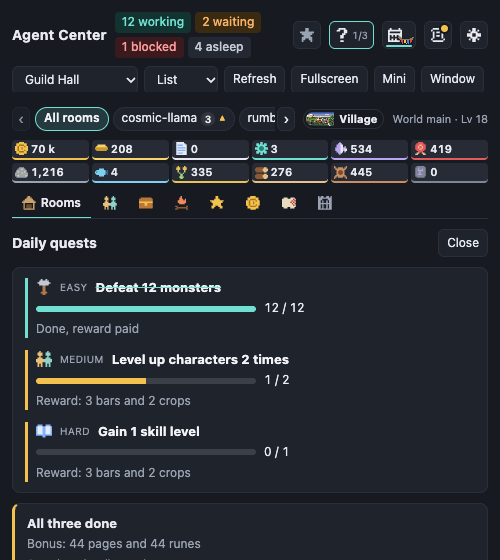 Agent Center
12 working
2 waiting
1 blocked
4 asleep
? 1/3
Guild Hall
List
Refresh
Fullscreen
Mini
Window
‹
All rooms
cosmic-llama 3 ▲
›
Village
World main · Lv 18
70 k
208
0
3
534
419
1,216
4
335
276
445
0
Rooms
Daily quests
Close
EASY Defeat 12 monsters
12 / 12
Done, reward paid
MEDIUM Level up characters 2 times
1 / 2
Reward: 3 bars and 2 crops
HARD Gain 1 skill level
0 / 1
Reward: 3 bars and 2 crops
All three done
Bonus: 44 pages and 44 runes